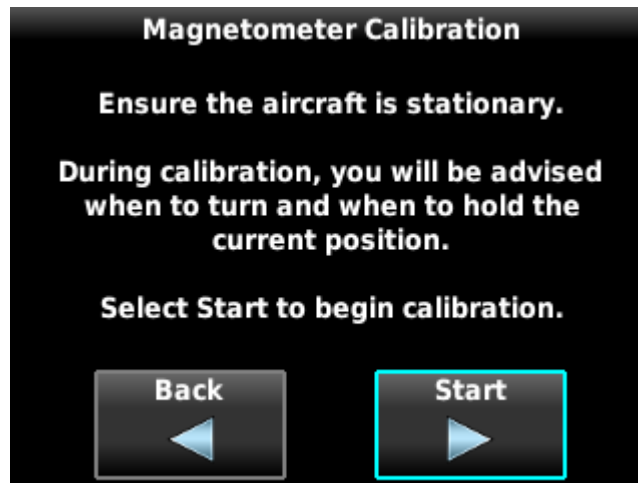 Magnetometer Calibration
Ensure the aircraft is stationary.
During calibration, you will be advised
when to turn and when to hold the
current position.
Select Start to begin calibration.
Back
Start